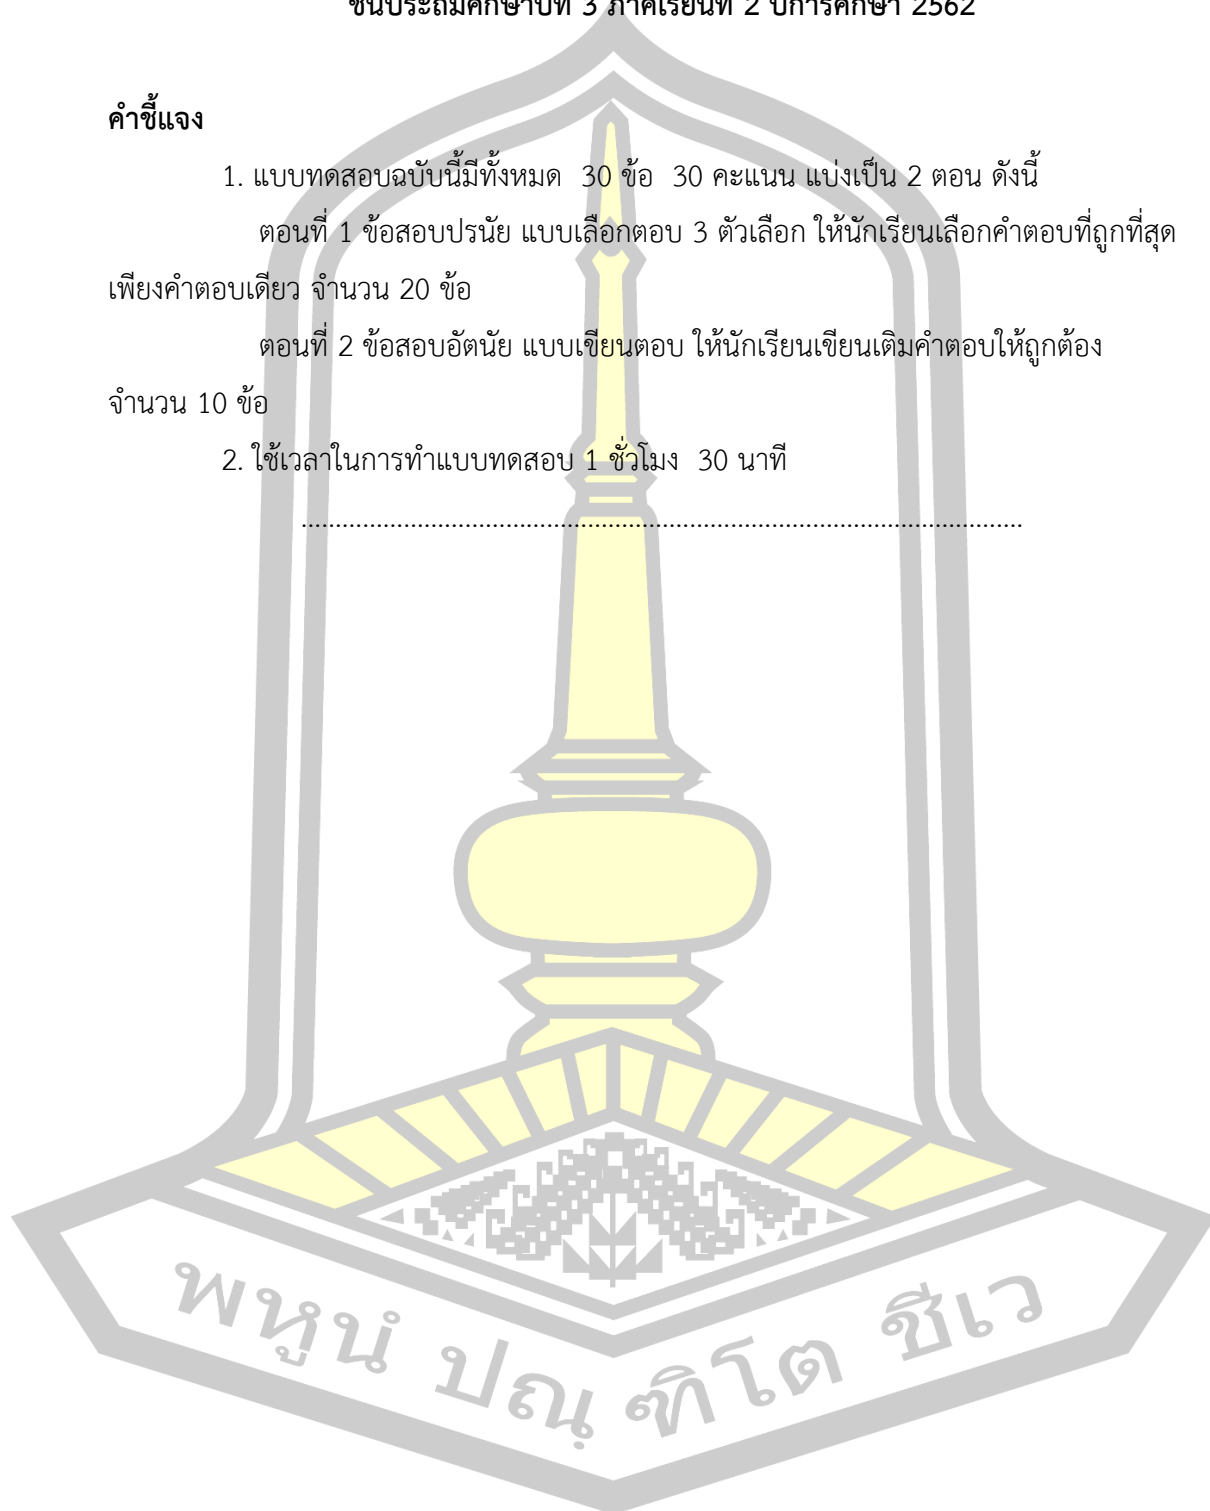 ชั้นประถมศึกษาปีที่ 3 ภาคเรียนที่ 2 ปีการศึกษา 2562
คำชี้แจง
1. แบบทดสอบฉบับนี้มีทั้งหมด 30 ข้อ 30 คะแนน แบ่งเป็น 2 ตอน ดังนี้
ตอนที่ 1 ข้อสอบปรนัย แบบเลือกตอบ 3 ตัวเลือก ให้นักเรียนเลือกคำตอบที่ถูกที่สุด
เพียงคำตอบเดียว จำนวน 20 ข้อ
ตอนที่ 2 ข้อสอบอัตนัย แบบเขียนตอบ ให้นักเรียนเขียนเติมคำตอบให้ถูกต้อง
จำนวน 10 ข้อ
2. ใช้เวลาในการทำแบบทดสอบ 1 ชั่วโมง 30 นาที
..........................................................................................................
พหูนํ ปณฺฑิโต ชีเว